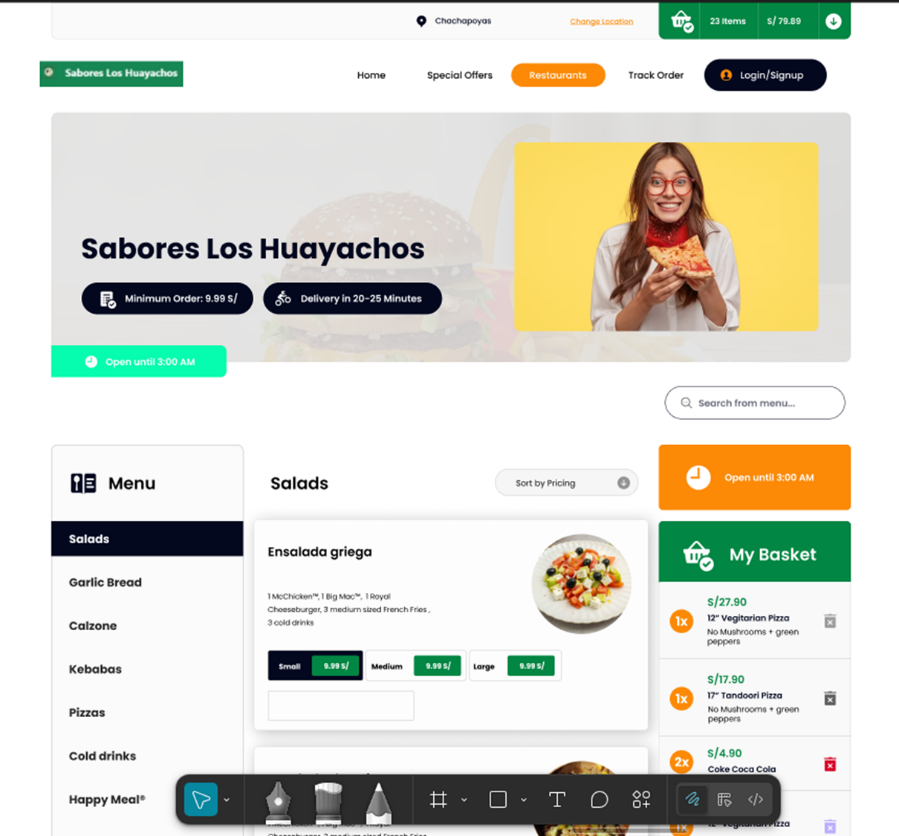 Chachapoyas
Change Location
23 Items
S/ 79.89
Sabores Los Huayachos
Home
Special Offers
Restaurants
Track Order
Login/Signup
Sabores Los Huayachos
Minimum Order: 9.99 S/
Delivery in 20-25 Minutes
Open until 3:00 AM
Search from menu...
Menu
Salads
Garlic Bread
Calzone
Kebabas
Pizzas
Cold drinks
Happy Meal®
Salads
Sort by Pricing
Ensalada griega
1 McChicken™, 1 Big Mac™, 1 Royal
Cheeseburger, 3 medium sized French Fries ,
3 cold drinks
Small
9.99 S/
Medium
9.99 S/
Large
9.99 S/
Open until 3:00 AM
My Basket
1x
S/27.90
12” Vegitarian Pizza
No Mushrooms + green
peppers
1x
S/17.90
17” Tandoori Pizza
No Mushrooms + green
peppers
2x
S/4.90
Coke Coca Cola
1x
12” Vegitarian Pizza